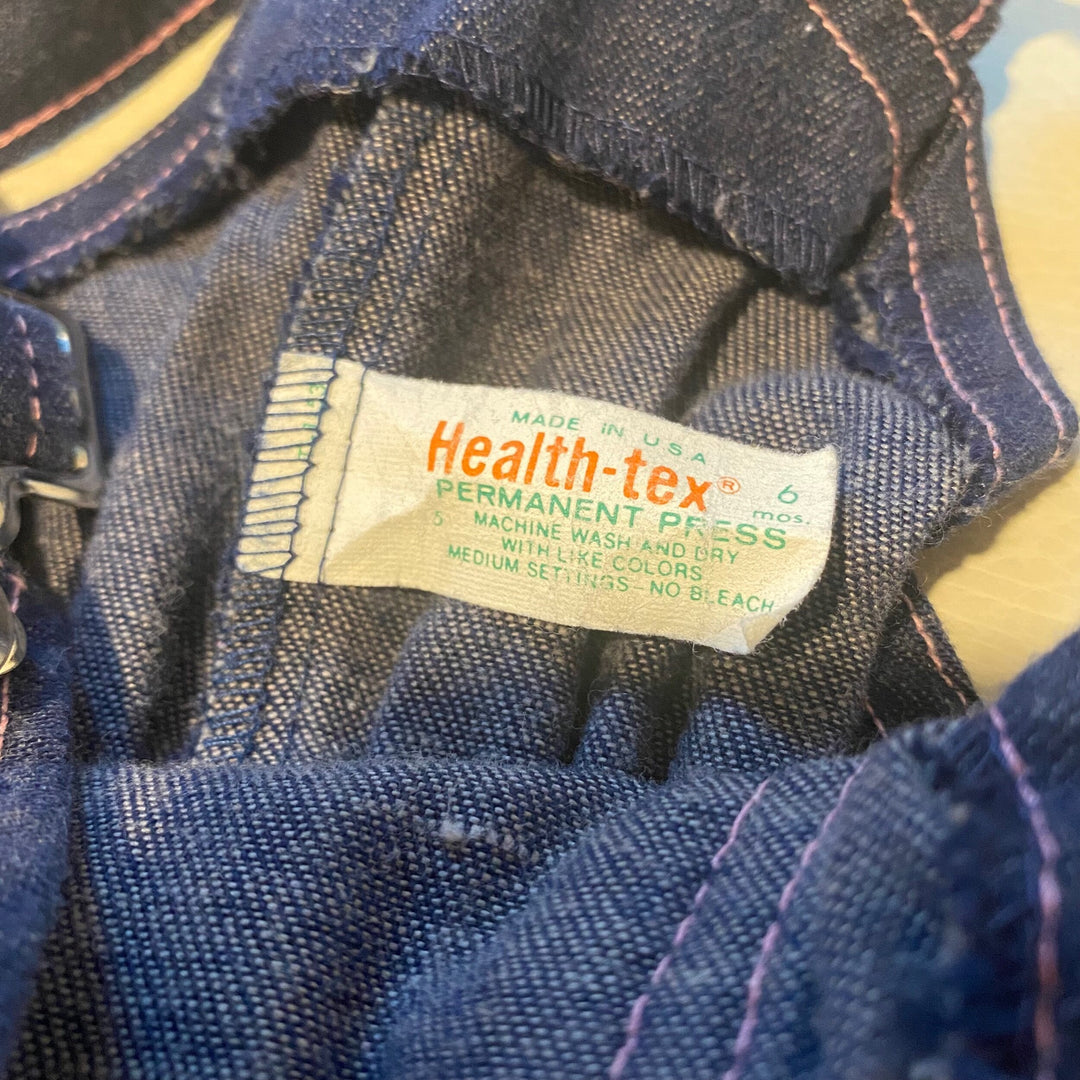 MADE IN USA
Health-tex® 6 mos.
PERMANENT PRESS
5 MACHINE WASH AND DRY
WITH LIKE COLORS
MEDIUM SETTINGS - NO BLEACH